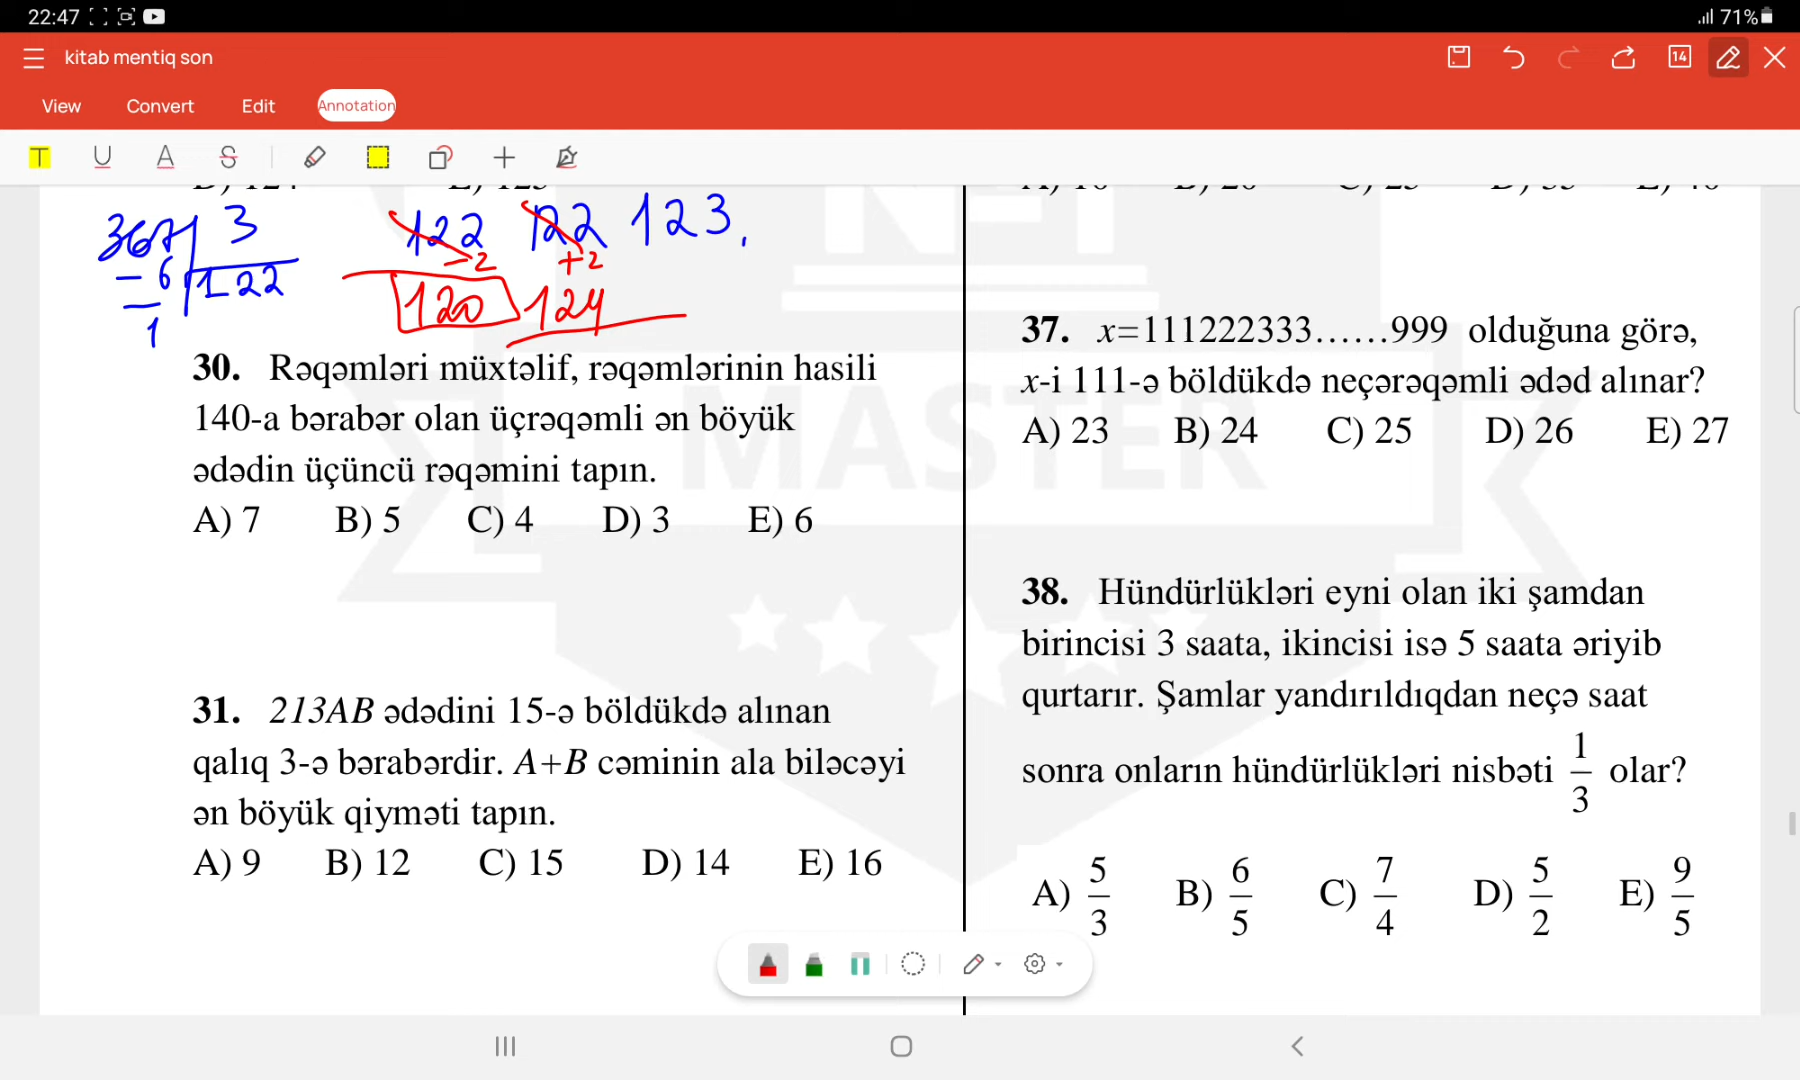 22:47
71%
kitab mentiq son
14
View Convert Edit Annotation
T U A S
367 3
- 6 122
1
122 122 123,
-2 +2
120 124
30. Rəqəmləri müxtəlif, rəqəmlərinin hasili
140-a bərabər olan üçrəqəmli ən böyük
ədədin üçüncü rəqəmini tapın.
A) 7 B) 5 C) 4 D) 3 E) 6
31. 213AB ədədini 15-ə böldükdə alınan
qalıq 3-ə bərabərdir. A+B cəminin ala biləcəyi
ən böyük qiyməti tapın.
A) 9 B) 12 C) 15 D) 14 E) 16
37. x=111222333......999 olduğuna görə,
x-i 111-ə böldükdə neçərəqəmli ədəd alınar?
A) 23 B) 24 C) 25 D) 26 E) 27
38. Hündürlükləri eyni olan iki şamdan
birincisi 3 saata, ikincisi isə 5 saata əriyib
qurtarır. Şamlar yandırıldıqdan neçə saat
sonra onların hündürlükləri nisbəti 1/3 olar?
A) 5/3 B) 6/5 C) 7/4 D) 5/2 E) 9/5
MASTER